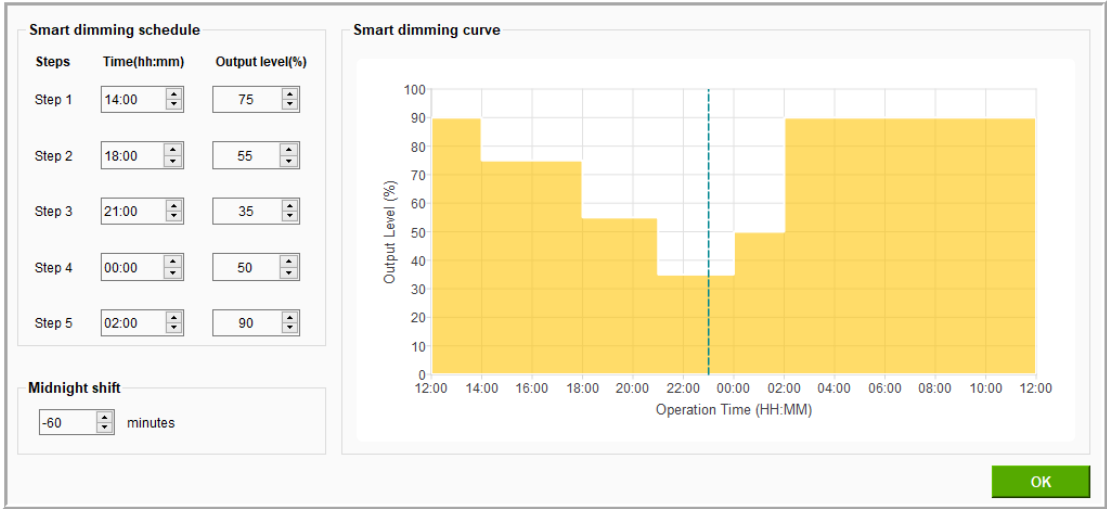 Smart dimming schedule
Steps Time(hh:mm) Output level(%)
Step 1 14:00 75
Step 2 18:00 55
Step 3 21:00 35
Step 4 00:00 50
Step 5 02:00 90
Midnight shift
-60 minutes
Smart dimming curve
100
90
80
70
60
50
40
30
20
10
0
Output Level (%)
12:00 14:00 16:00 18:00 20:00 22:00 00:00 02:00 04:00 06:00 08:00 10:00 12:00
Operation Time (HH:MM)
OK